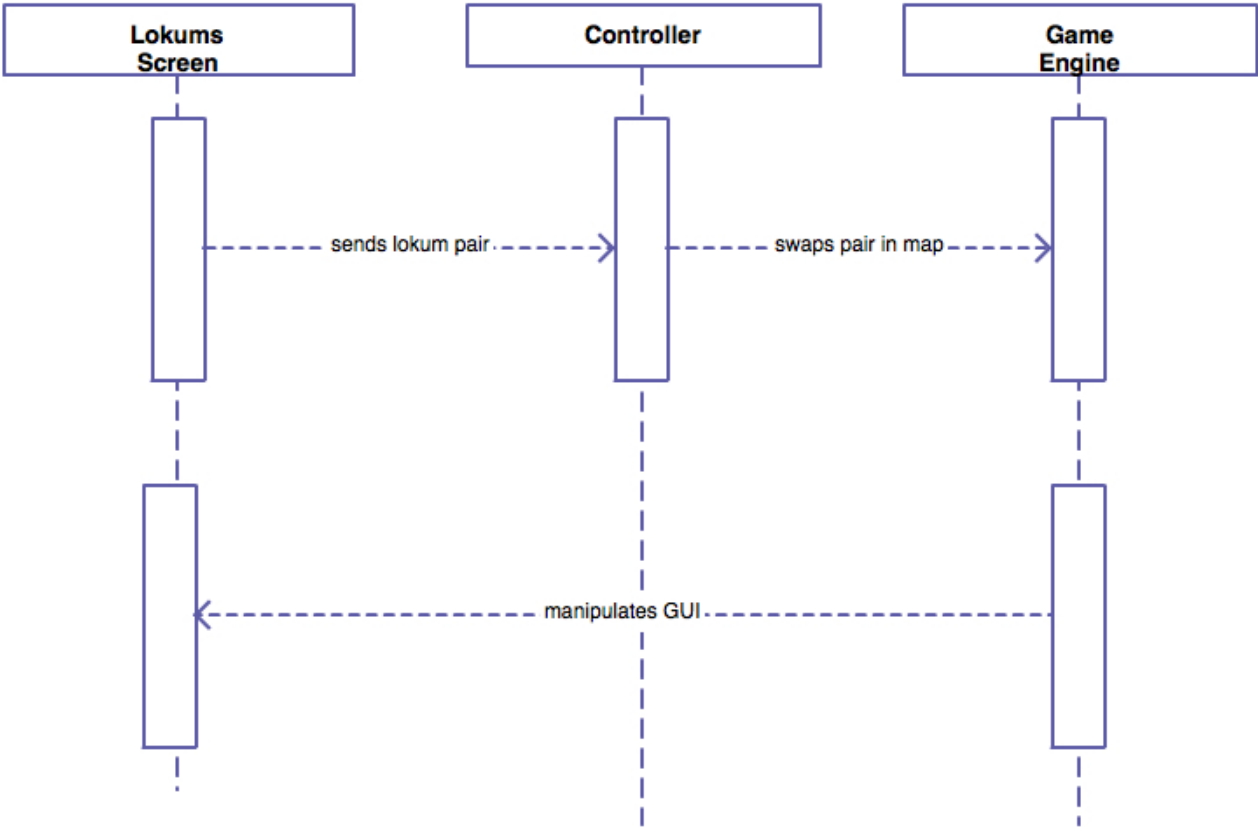 Lokums
Screen
Controller
Game
Engine
sends lokum pair
swaps pair in map
manipulates GUI